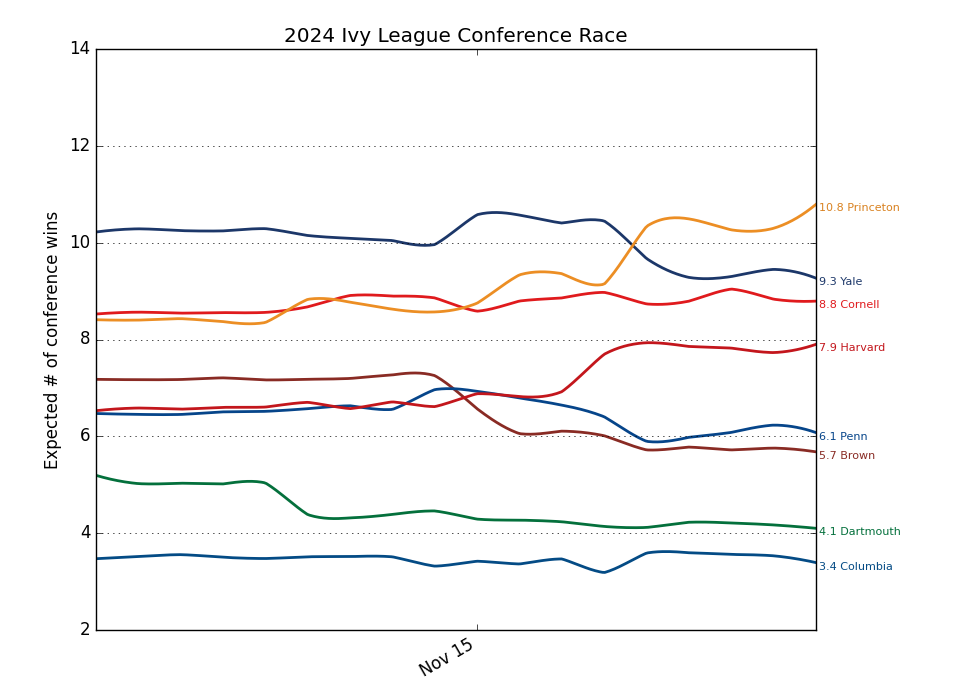 2024 Ivy League Conference Race
Expected # of conference wins
14
12
10
8
6
4
2
10.8 Princeton
9.3 Yale
8.8 Cornell
7.9 Harvard
6.1 Penn
5.7 Brown
4.1 Dartmouth
3.4 Columbia
Nov 15